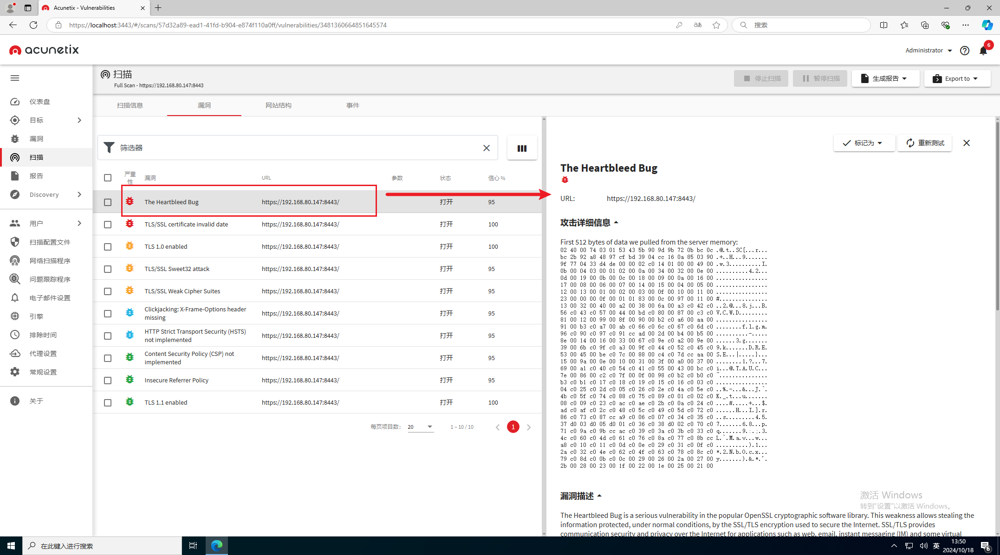 Acunetix - Vulnerabilities
https://localhost:3443/#/scans/57d32a89-ead1-41fd-b904-e874f110a0ff/vulnerabilities/3481360664851645574
aあ
搜索
acunetix
Administrator
6
扫描
Full Scan - https://192.168.80.147:8443
停止扫描
暂停扫描
生成报告
Export to
仪表盘
目标
漏洞
扫描
报告
Discovery
用户
扫描配置文件
网络扫描程序
问题跟踪程序
电子邮件设置
引擎
排除时间
代理设置
常规设置
关于
扫描信息
漏洞
网站结构
事件
筛选器
严重性 漏洞 URL 参数 状态 信心 %
The Heartbleed Bug https://192.168.80.147:8443/ 打开 95
TLS/SSL certificate invalid date https://192.168.80.147:8443/ 打开 100
TLS 1.0 enabled https://192.168.80.147:8443/ 打开 100
TLS/SSL Sweet32 attack https://192.168.80.147:8443/ 打开 95
TLS/SSL Weak Cipher Suites https://192.168.80.147:8443/ 打开 95
Clickjacking: X-Frame-Options header missing https://192.168.80.147:8443/ 打开 95
HTTP Strict Transport Security (HSTS) not implemented https://192.168.80.147:8443/ 打开 95
Content Security Policy (CSP) not implemented https://192.168.80.147:8443/ 打开 95
Insecure Referrer Policy https://192.168.80.147:8443/ 打开 95
TLS 1.1 enabled https://192.168.80.147:8443/ 打开 100
每页项目数: 20 1 – 10 / 10 1
标记为
重新测试
The Heartbleed Bug
URL: https://192.168.80.147:8443/
攻击详细信息
First 512 bytes of data we pulled from the server memory:
02 40 00 74 03 01 53 43 5b 90 9d 9b 72 0b bc 0c .@.t..SC[...r...
bc 2b 92 a8 48 97 cf bd 39 04 cc 16 0a 85 03 90 .+..H...9.......
9f 77 04 33 d4 de 00 00 02 c0 14 01 00 00 49 00 .w.3..........I.
0b 00 04 03 00 01 02 00 0a 00 34 00 32 00 0e 00 ..........4.2...
0d 00 19 00 0b 00 0c 00 18 00 09 00 0a 00 16 00 ................
17 00 08 00 06 00 07 00 14 00 15 00 04 00 05 00 ................
12 00 13 00 01 00 02 00 03 00 0f 00 10 00 11 00 ................
23 00 00 00 0f 00 01 01 83 00 0c 00 97 00 11 00 #...............
13 00 32 00 40 00 a2 00 38 00 6a 00 a3 c0 42 c0 ..2.@...8.j...B.
56 c0 43 c0 57 00 44 00 bd c0 80 00 87 00 c3 c0 V.C.W.D.........
81 00 12 00 99 00 8f 00 90 00 b2 c0 a6 00 aa 00 ................
91 00 b3 c0 a7 00 ab c0 66 c0 6c c0 67 c0 6d c0 ........f.l.g.m.
96 c0 90 c0 97 c0 91 cc ad 00 2d 00 b4 00 b5 00 ..........-.....
8e 00 14 00 16 00 33 00 67 c0 9e c0 a2 00 9e 00 ......3.g.......
39 00 6b c0 9f c0 a3 00 9f c0 44 c0 52 c0 45 c0 9.k.......D.R.E.
53 00 45 00 be c0 7c 00 88 00 c4 c0 7d cc aa 00 S.E...|.....}...
15 00 9a 00 0e 00 10 00 31 00 3f 00 a0 00 37 00 ........1.?...7.
69 00 a1 c0 40 c0 54 c0 41 c0 55 00 43 00 bc c0 i...@.T.A.U.C...
7e 00 86 00 c2 c0 7f 00 0f 00 98 c0 b2 c0 b0 c0 ~...............
b3 c0 b1 c0 17 c0 18 c0 19 c0 15 c0 16 c0 03 c0 ................
04 c0 25 c0 2d c0 05 c0 26 c0 2e c0 4a c0 5e c0 ..%.-...&...J.^.
4b c0 5f c0 74 c0 88 c0 75 c0 89 c0 01 c0 02 c0 K._.t...u.......
08 c0 09 c0 23 c0 ac c0 ae c0 2b c0 0a c0 24 c0 ....#.....+...$.
ad c0 af c0 2c c0 48 c0 5c c0 49 c0 5d c0 72 c0 ....,.H...I.].r.
86 c0 73 c0 87 cc a9 c0 06 c0 07 c0 34 c0 35 c0 ..s.........4.5.
37 d0 03 d0 05 d0 01 c0 36 c0 38 d0 02 c0 70 c0 7.......6.8...p.
71 c0 9a c0 9b cc ac c0 39 c0 3a c0 3b c0 33 c0 q.......9.:.;.3.
4c c0 60 c0 4d c0 61 c0 76 c0 8a c0 77 c0 8b cc L.`.M.a.v...w...
a8 c0 10 c0 11 c0 0d c0 0e c0 29 c0 31 c0 0f c0 ..........).1...
2a c0 32 c0 4e c0 62 c0 4f c0 63 c0 78 c0 8c c0 *.2.N.b.O.c.x...
79 c0 8d c0 0b c0 0c 00 29 00 26 00 2a 00 27 00 y.......).&.*.'.
2b 00 28 00 23 00 1f 00 22 00 1e 00 25 00 21 00
漏洞描述
The Heartbleed Bug is a serious vulnerability in the popular OpenSSL cryptographic software library. This weakness allows stealing the
information protected, under normal conditions, by the SSL/TLS encryption used to secure the Internet. SSL/TLS provides
communication security and privacy over the Internet for applications such as web, email, instant messaging (IM) and some virtual
激活 Windows
转到"设置"以激活 Windows。
在此键入进行搜索
英
13:50
2024/10/18
6